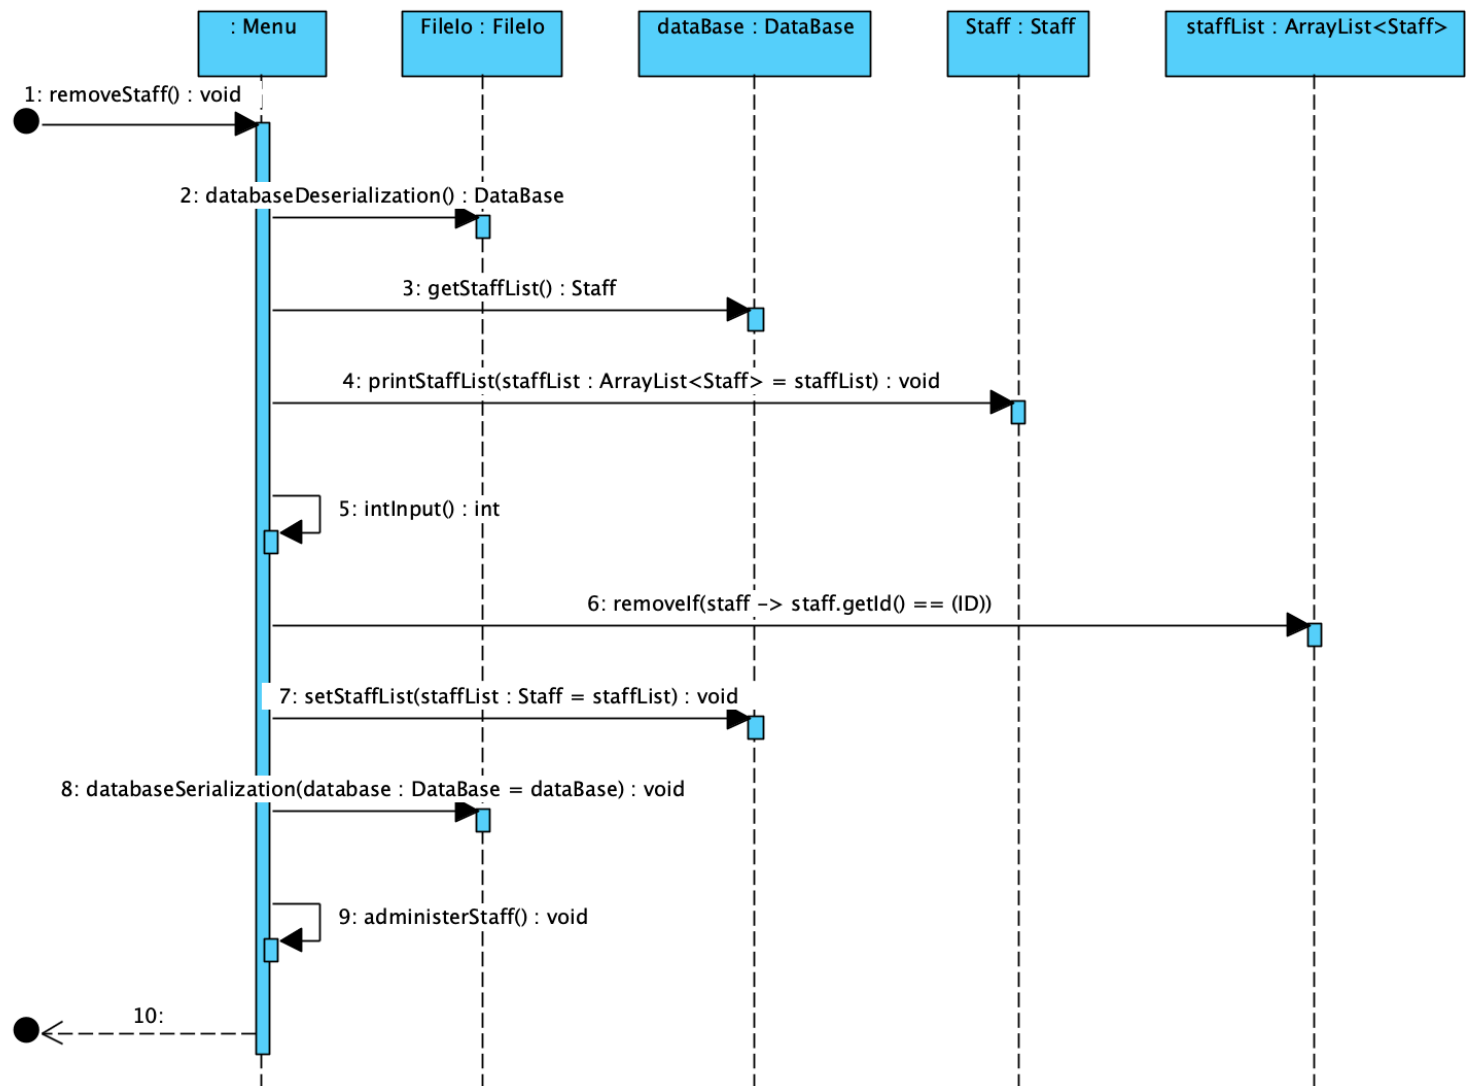 : Menu
FileIo : FileIo
dataBase : DataBase
Staff : Staff
staffList : ArrayList<Staff>
1: removeStaff() : void
2: databaseDeserialization() : DataBase
3: getStaffList() : Staff
4: printStaffList(staffList : ArrayList<Staff> = staffList) : void
5: intInput() : int
6: removeIf(staff -> staff.getId() == (ID))
7: setStaffList(staffList : Staff = staffList) : void
8: databaseSerialization(database : DataBase = dataBase) : void
9: administerStaff() : void
10: